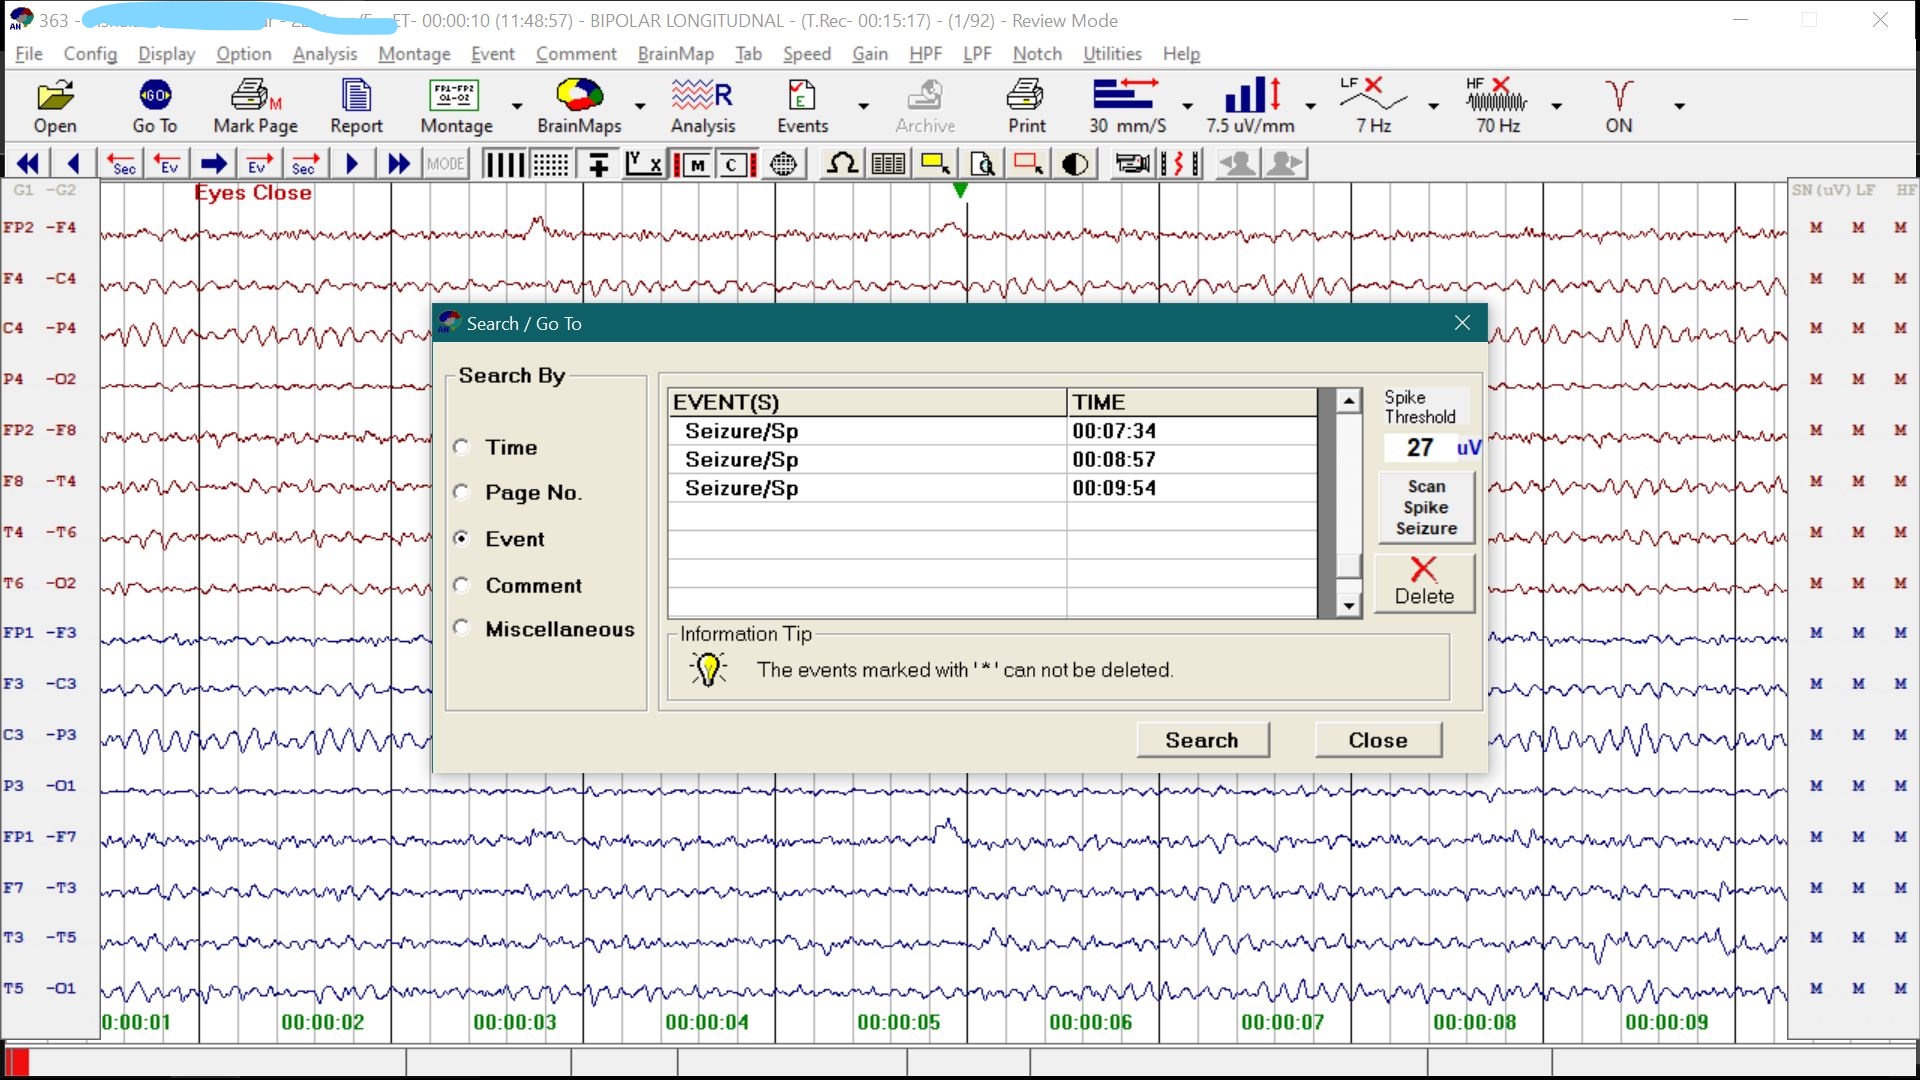 363 -
ET- 00:00:10 (11:48:57) - BIPOLAR LONGITUDNAL - (T.Rec- 00:15:17) - (1/92) - Review Mode
File Config Display Option Analysis Montage Event Comment BrainMap Tab Speed Gain HPF LPF Notch Utilities Help
GO M FP1-FP2 O1-O2 R E LF HF
Open Go To Mark Page Report Montage BrainMaps Analysis Events Archive Print 30 mm/S 7.5 uV/mm 7 Hz 70 Hz ON
Sec Ev Ev Sec MODE Y X M C
G1 -G2 Eyes Close SN(uV) LF HF
FP2 -F4 M M M
F4 -C4 M M M
C4 -P4 M M M
P4 -O2 M M M
FP2 -F8 M M M
F8 -T4 M M M
T4 -T6 M M M
T6 -O2 M M M
FP1 -F3 M M M
F3 -C3 M M M
C3 -P3 M M M
P3 -O1 M M M
FP1 -F7 M M M
F7 -T3 M M M
T3 -T5 M M M
T5 -O1 M M M
0:00:01 00:00:02 00:00:03 00:00:04 00:00:05 00:00:06 00:00:07 00:00:08 00:00:09
Search / Go To
Search By
Time
Page No.
Event
Comment
Miscellaneous
EVENT(S) TIME
Seizure/Sp 00:07:34
Seizure/Sp 00:08:57
Seizure/Sp 00:09:54
Spike
Threshold
27 uV
Scan
Spike
Seizure
Delete
Information Tip
The events marked with '*' can not be deleted.
Search Close